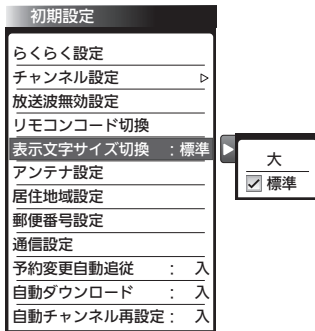 初期設定
らくらく設定
チャンネル設定 ▷
放送波無効設定
リモコンコード切換
表示文字サイズ切換 : 標準
大
標準
アンテナ設定
居住地域設定
郵便番号設定
通信設定
予約変更自動追従 : 入
自動ダウンロード : 入
自動チャンネル再設定 : 入